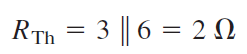 R_Th = 3 ∥ 6 = 2 Ω